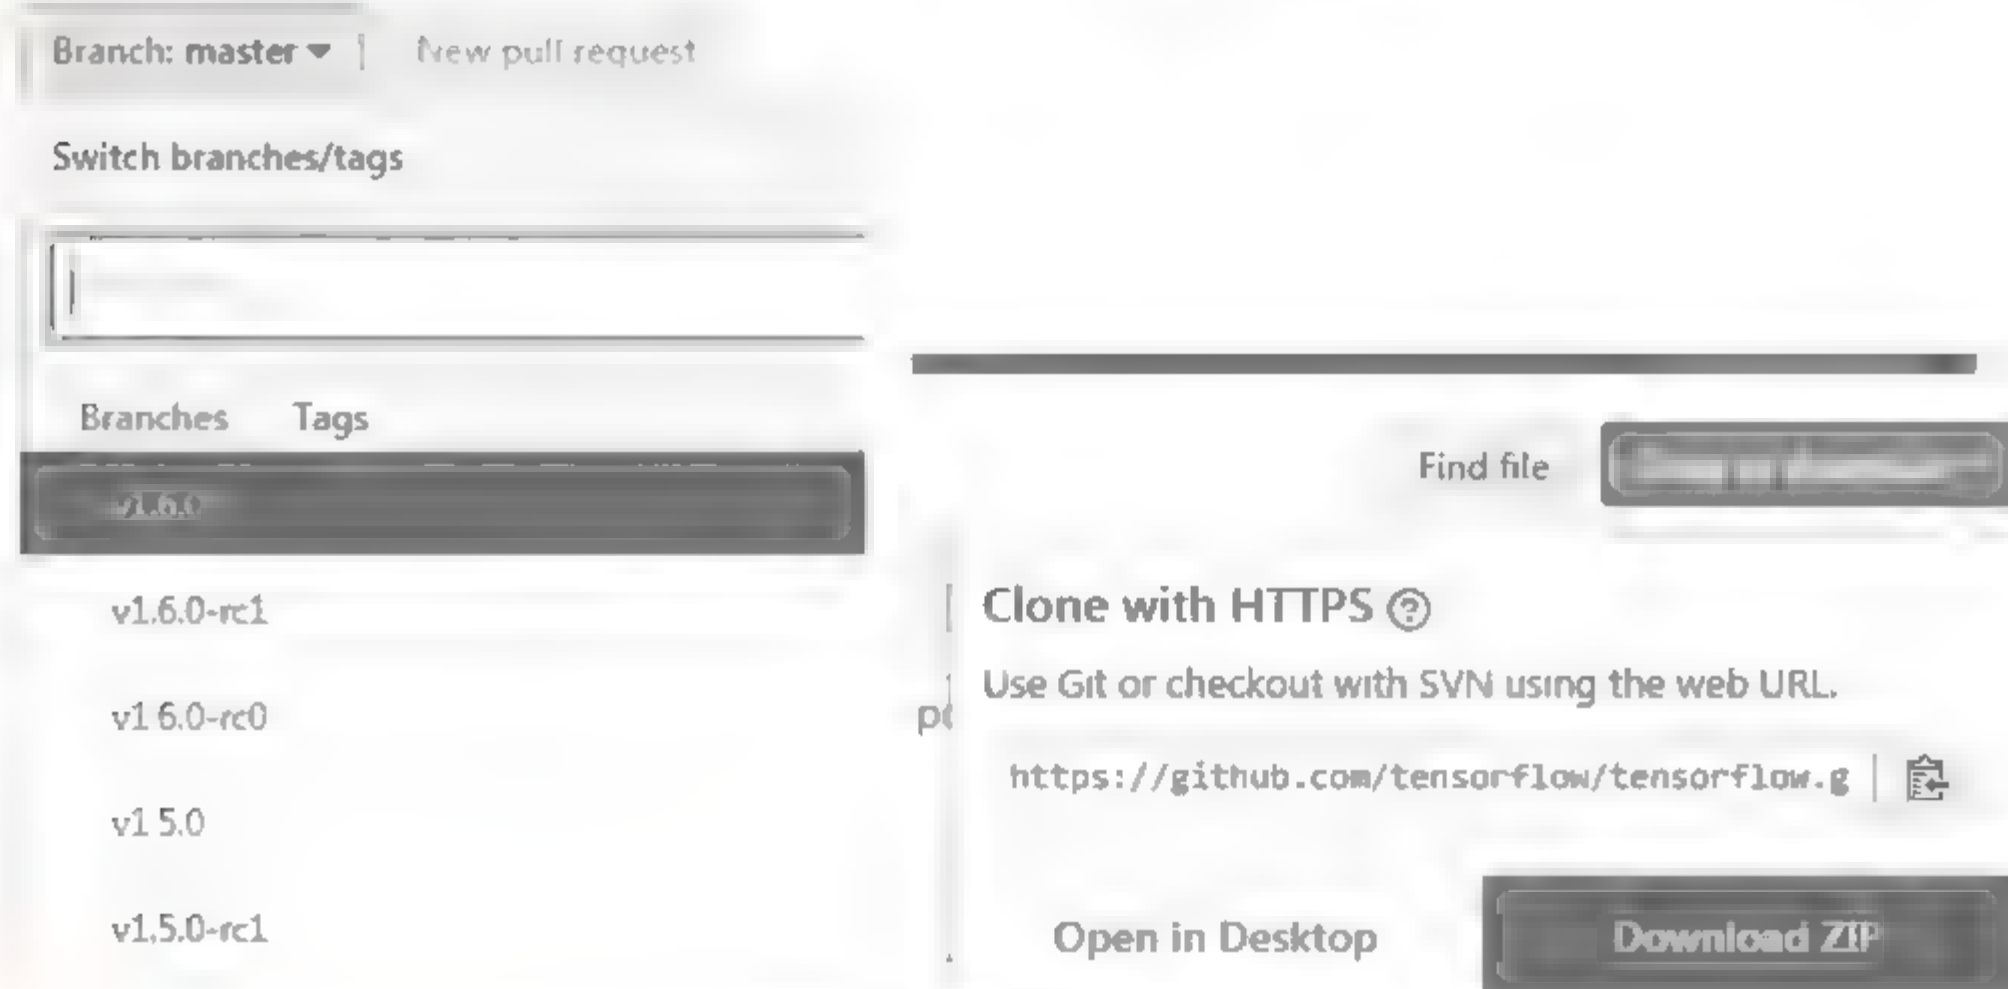 Branch: master
New pull request
Switch branches/tags
Branches Tags
v1.6.0
v1.6.0-rc1
v1 6.0-rc0
v1 5.0
v1.5.0-rc1
Find file
Clone with HTTPS
Use Git or checkout with SVN using the web URL.
https://github.com/tensorflow/tensorflow.g
Open in Desktop
Download ZIP